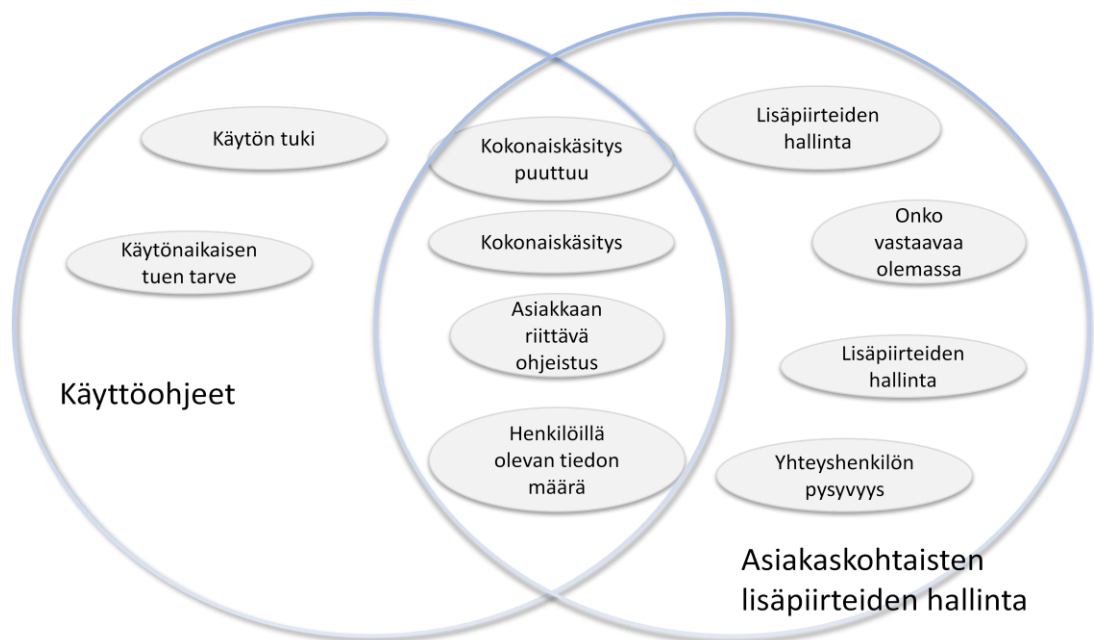 Käytön tuki
Käytönaikaisen
tuen tarve
Käyttöohjeet
Kokonaiskäsitys
puuttuu
Kokonaiskäsitys
Asiakkaan
riittävä
ohjeistus
Henkilöillä
olevan tiedon
määrä
Lisäpiirteiden
hallinta
Onko
vastaavaa
olemassa
Lisäpiirteiden
hallinta
Yhteyshenkilön
pysyvyys
Asiakaskohtaisten
lisäpiirteiden hallinta